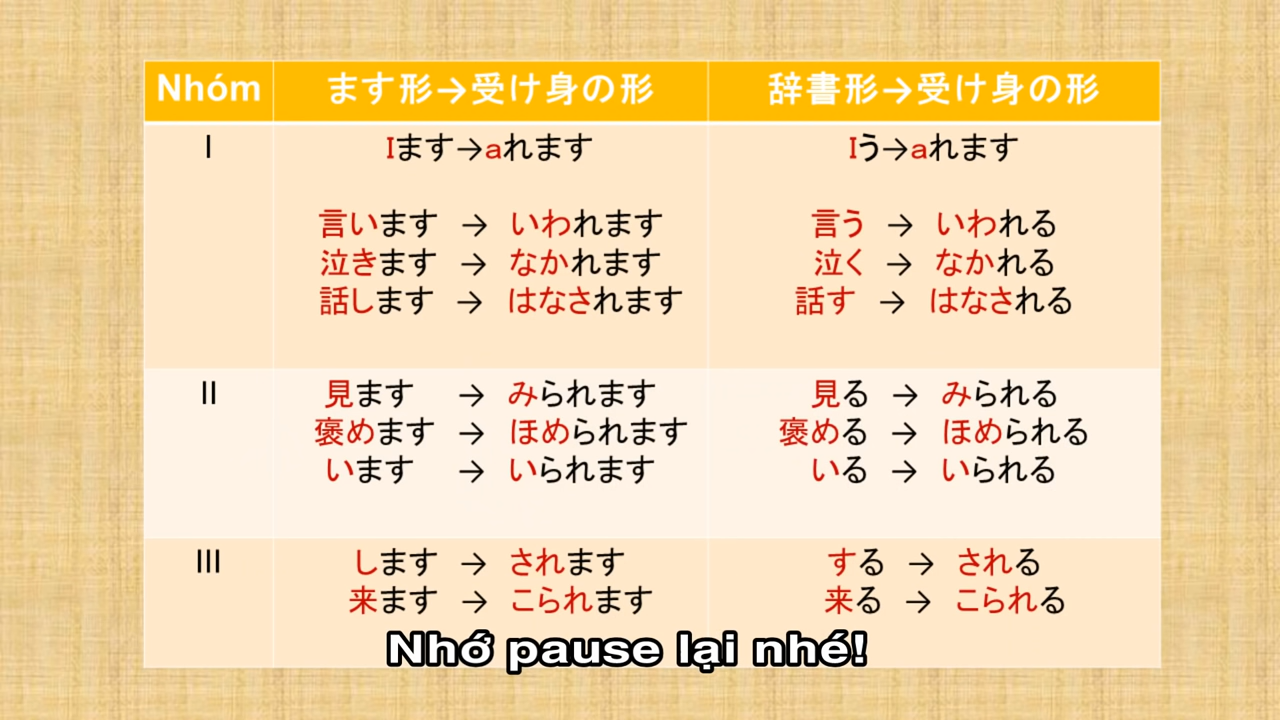 Nhóm ます形→受け身の形 辞書形→受け身の形
I Iます→aれます Iう→aれます
言います → いわれます 言う → いわれる
泣きます → なかれます 泣く → なかれる
話します → はなされます 話す → はなされる
II 見ます → みられます 見る → みられる
褒めます → ほめられます 褒める → ほめられる
います → いられます いる → いられる
III します → されます する → される
来ます → こられます 来る → こられる
Nhớ pause lại nhé!